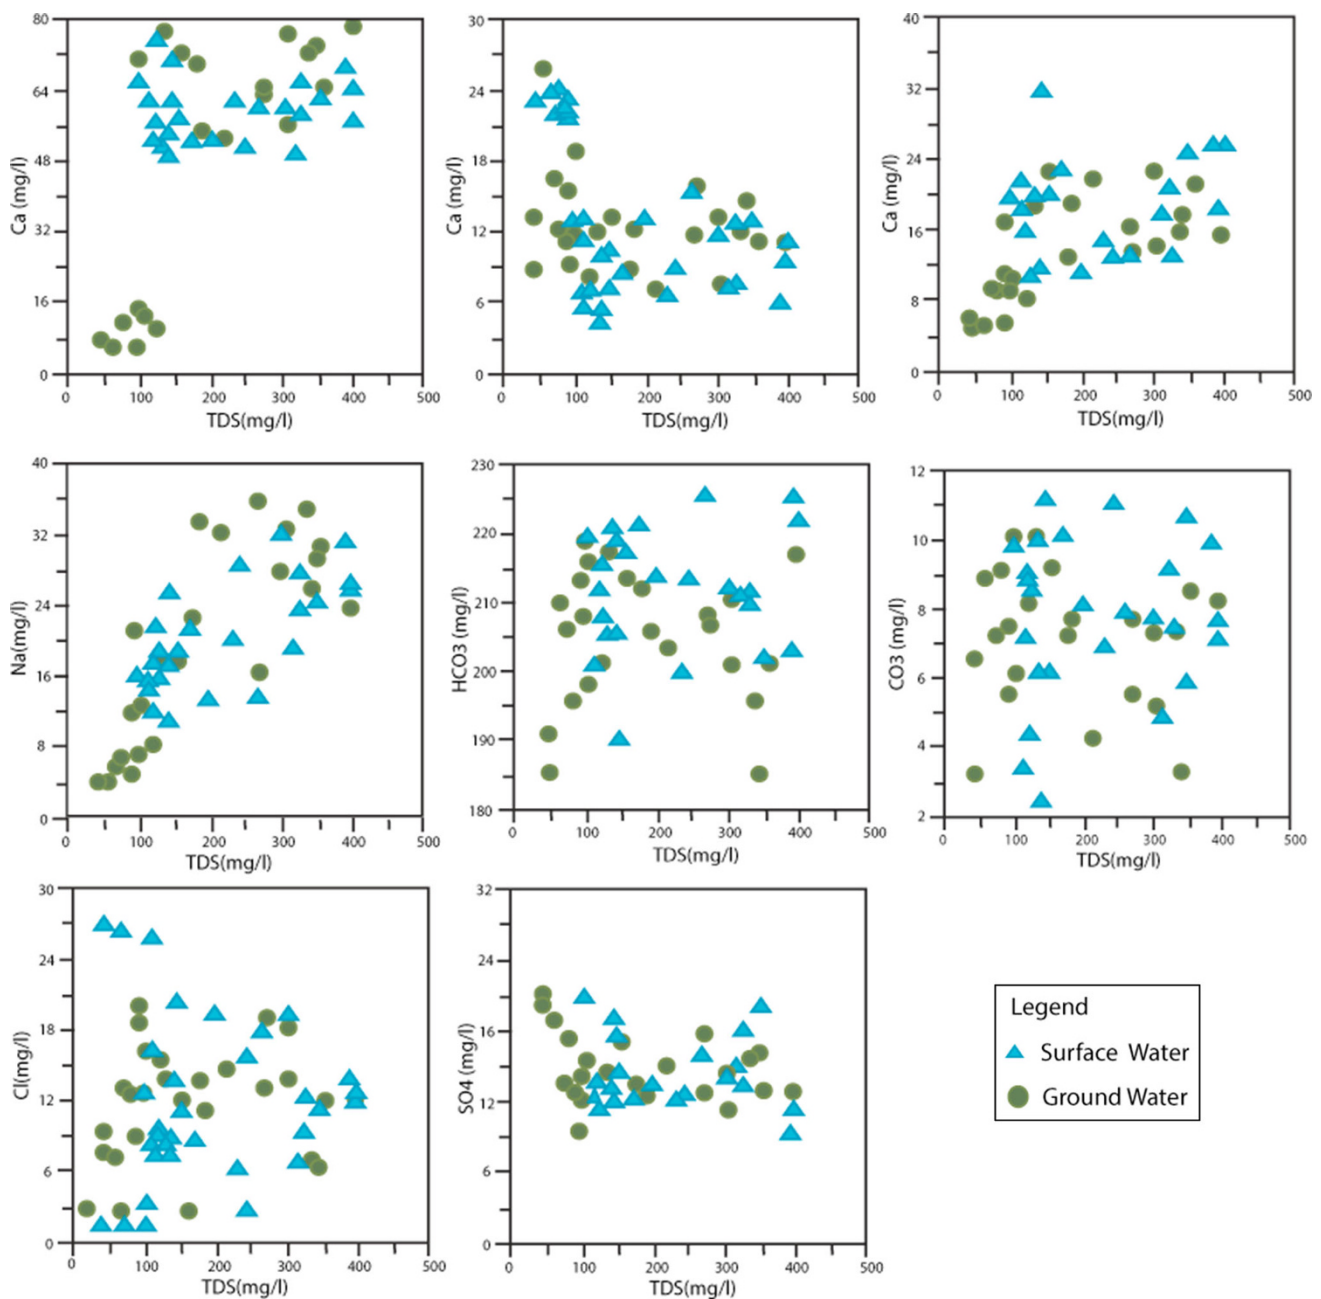 80
64
48
32
16
0
Ca (mg/l)
0 100 200 300 400 500
TDS(mg/l)
30
24
18
12
6
0
Ca (mg/l)
0 100 200 300 400 500
TDS(mg/l)
40
32
24
16
8
0
Ca (mg/l)
100 200 300 400 500
TDS(mg/l)
40
32
24
16
8
0
Na(mg/l)
0 100 200 300 400 500
TDS(mg/l)
230
220
210
200
190
180
HCO3 (mg/l)
0 100 200 300 400 500
TDS(mg/l)
12
10
8
6
4
2
CO3 (mg/l)
0 100 200 300 400 500
TDS(mg/l)
30
24
18
12
6
0
Cl(mg/l)
0 100 200 300 400 500
TDS(mg/l)
32
24
16
12
6
0
SO4 (mg/l)
0 100 200 300 400 500
TDS(mg/l)
Legend
Surface Water
Ground Water